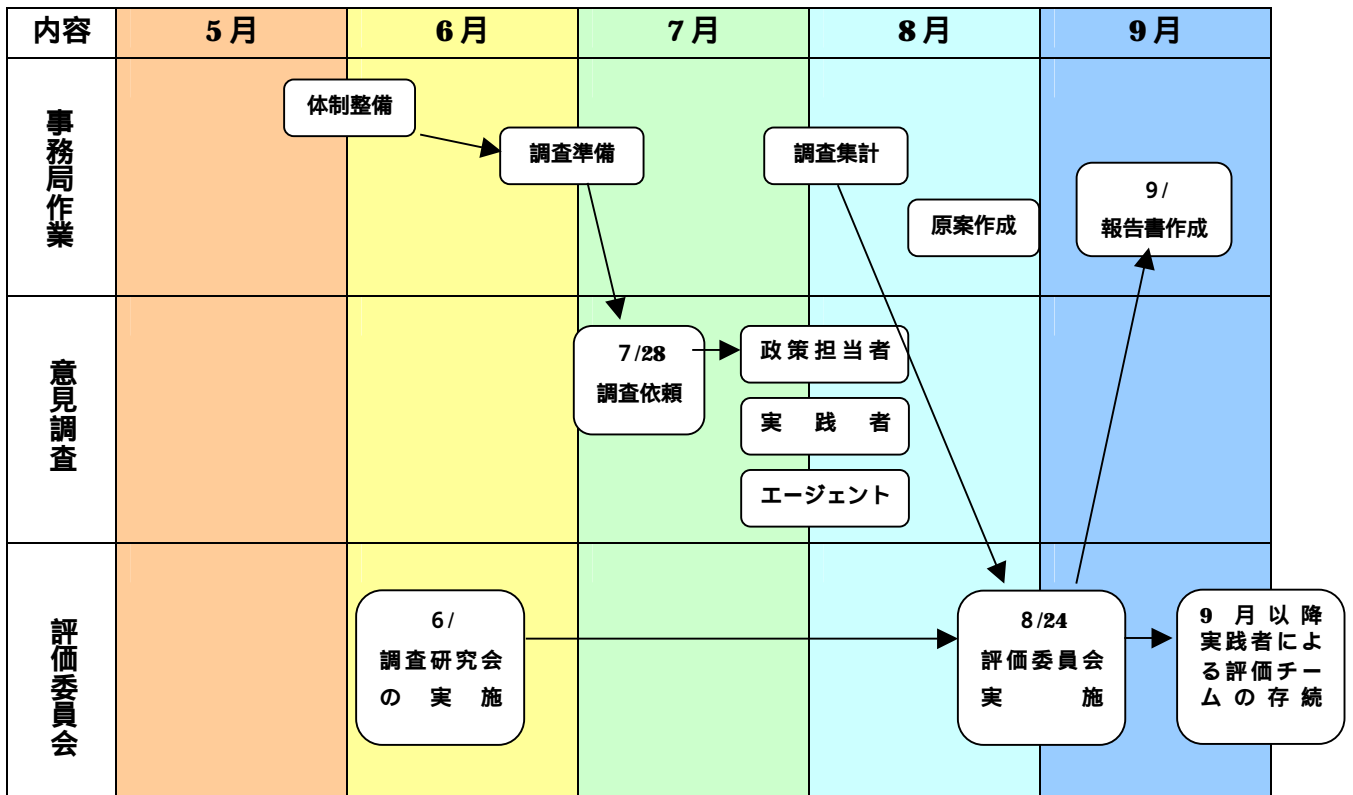 内容
5月
6月
7月
8月
9月
事務局作業
体制整備
調査準備
調査集計
原案作成
9/
報告書作成
意見調査
7/28
調査依頼
政策担当者
実践者
エージェント
評価委員会
6/
調査研究会
の実施
8/24
評価委員会
実施
9月以降
実践者によ
る評価チー
ムの存続